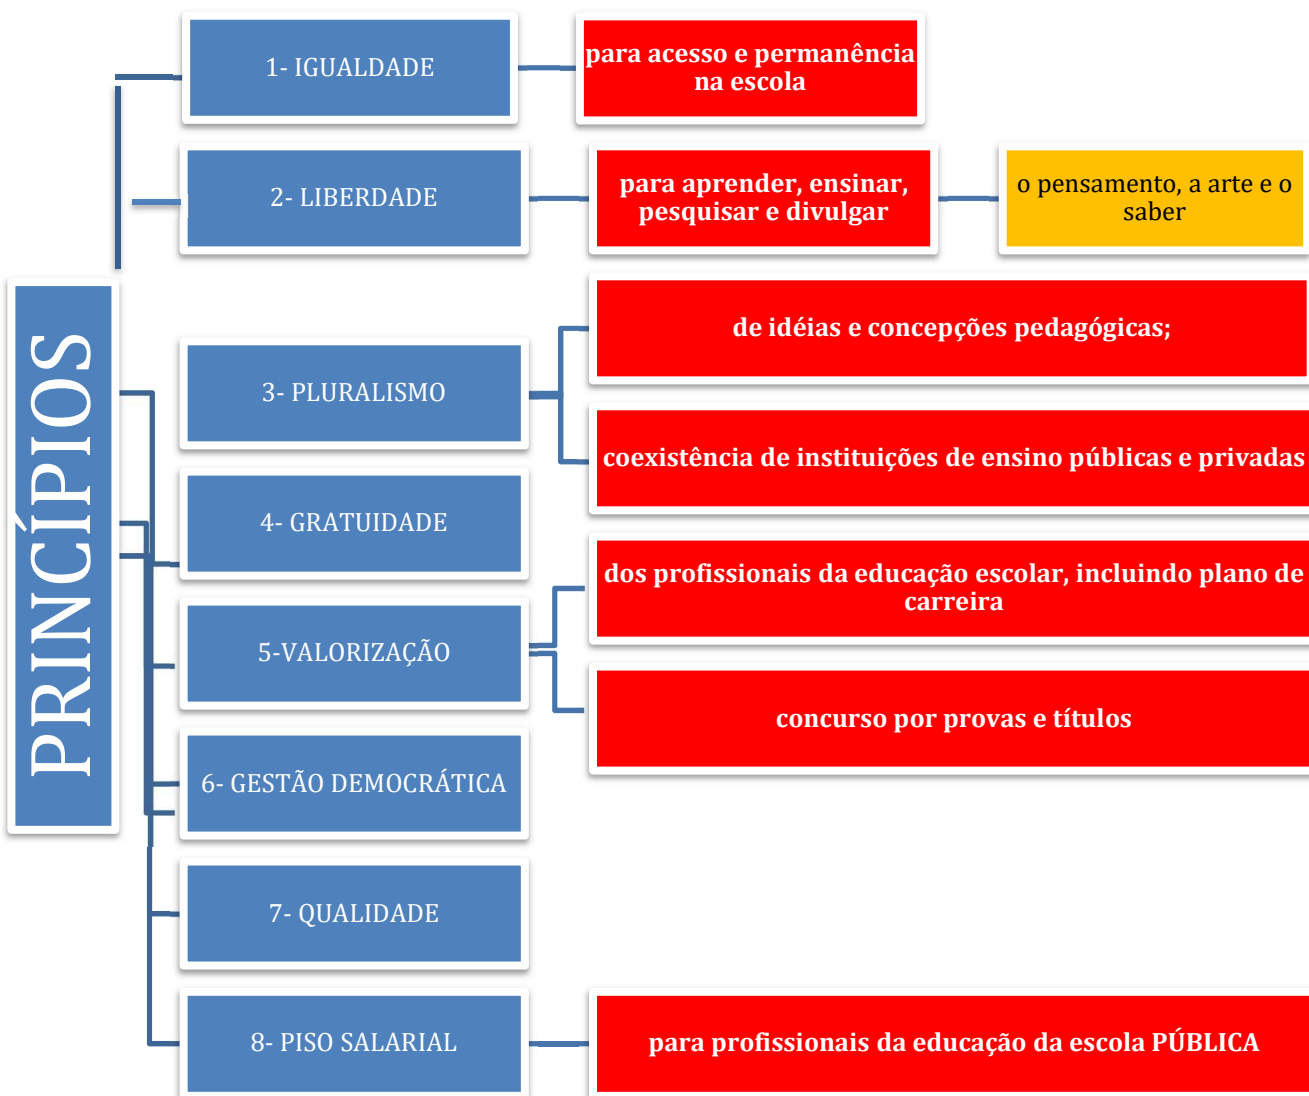 PRINCÍPIOS
1- IGUALDADE
para acesso e permanência
na escola
2- LIBERDADE
para aprender, ensinar,
pesquisar e divulgar
o pensamento, a arte e o
saber
3- PLURALISMO
de idéias e concepções pedagógicas;
coexistência de instituições de ensino públicas e privadas
4- GRATUIDADE
5-VALORIZAÇÃO
dos profissionais da educação escolar, incluindo plano de
carreira
concurso por provas e títulos
6- GESTÃO DEMOCRÁTICA
7- QUALIDADE
8- PISO SALARIAL
para profissionais da educação da escola PÚBLICA